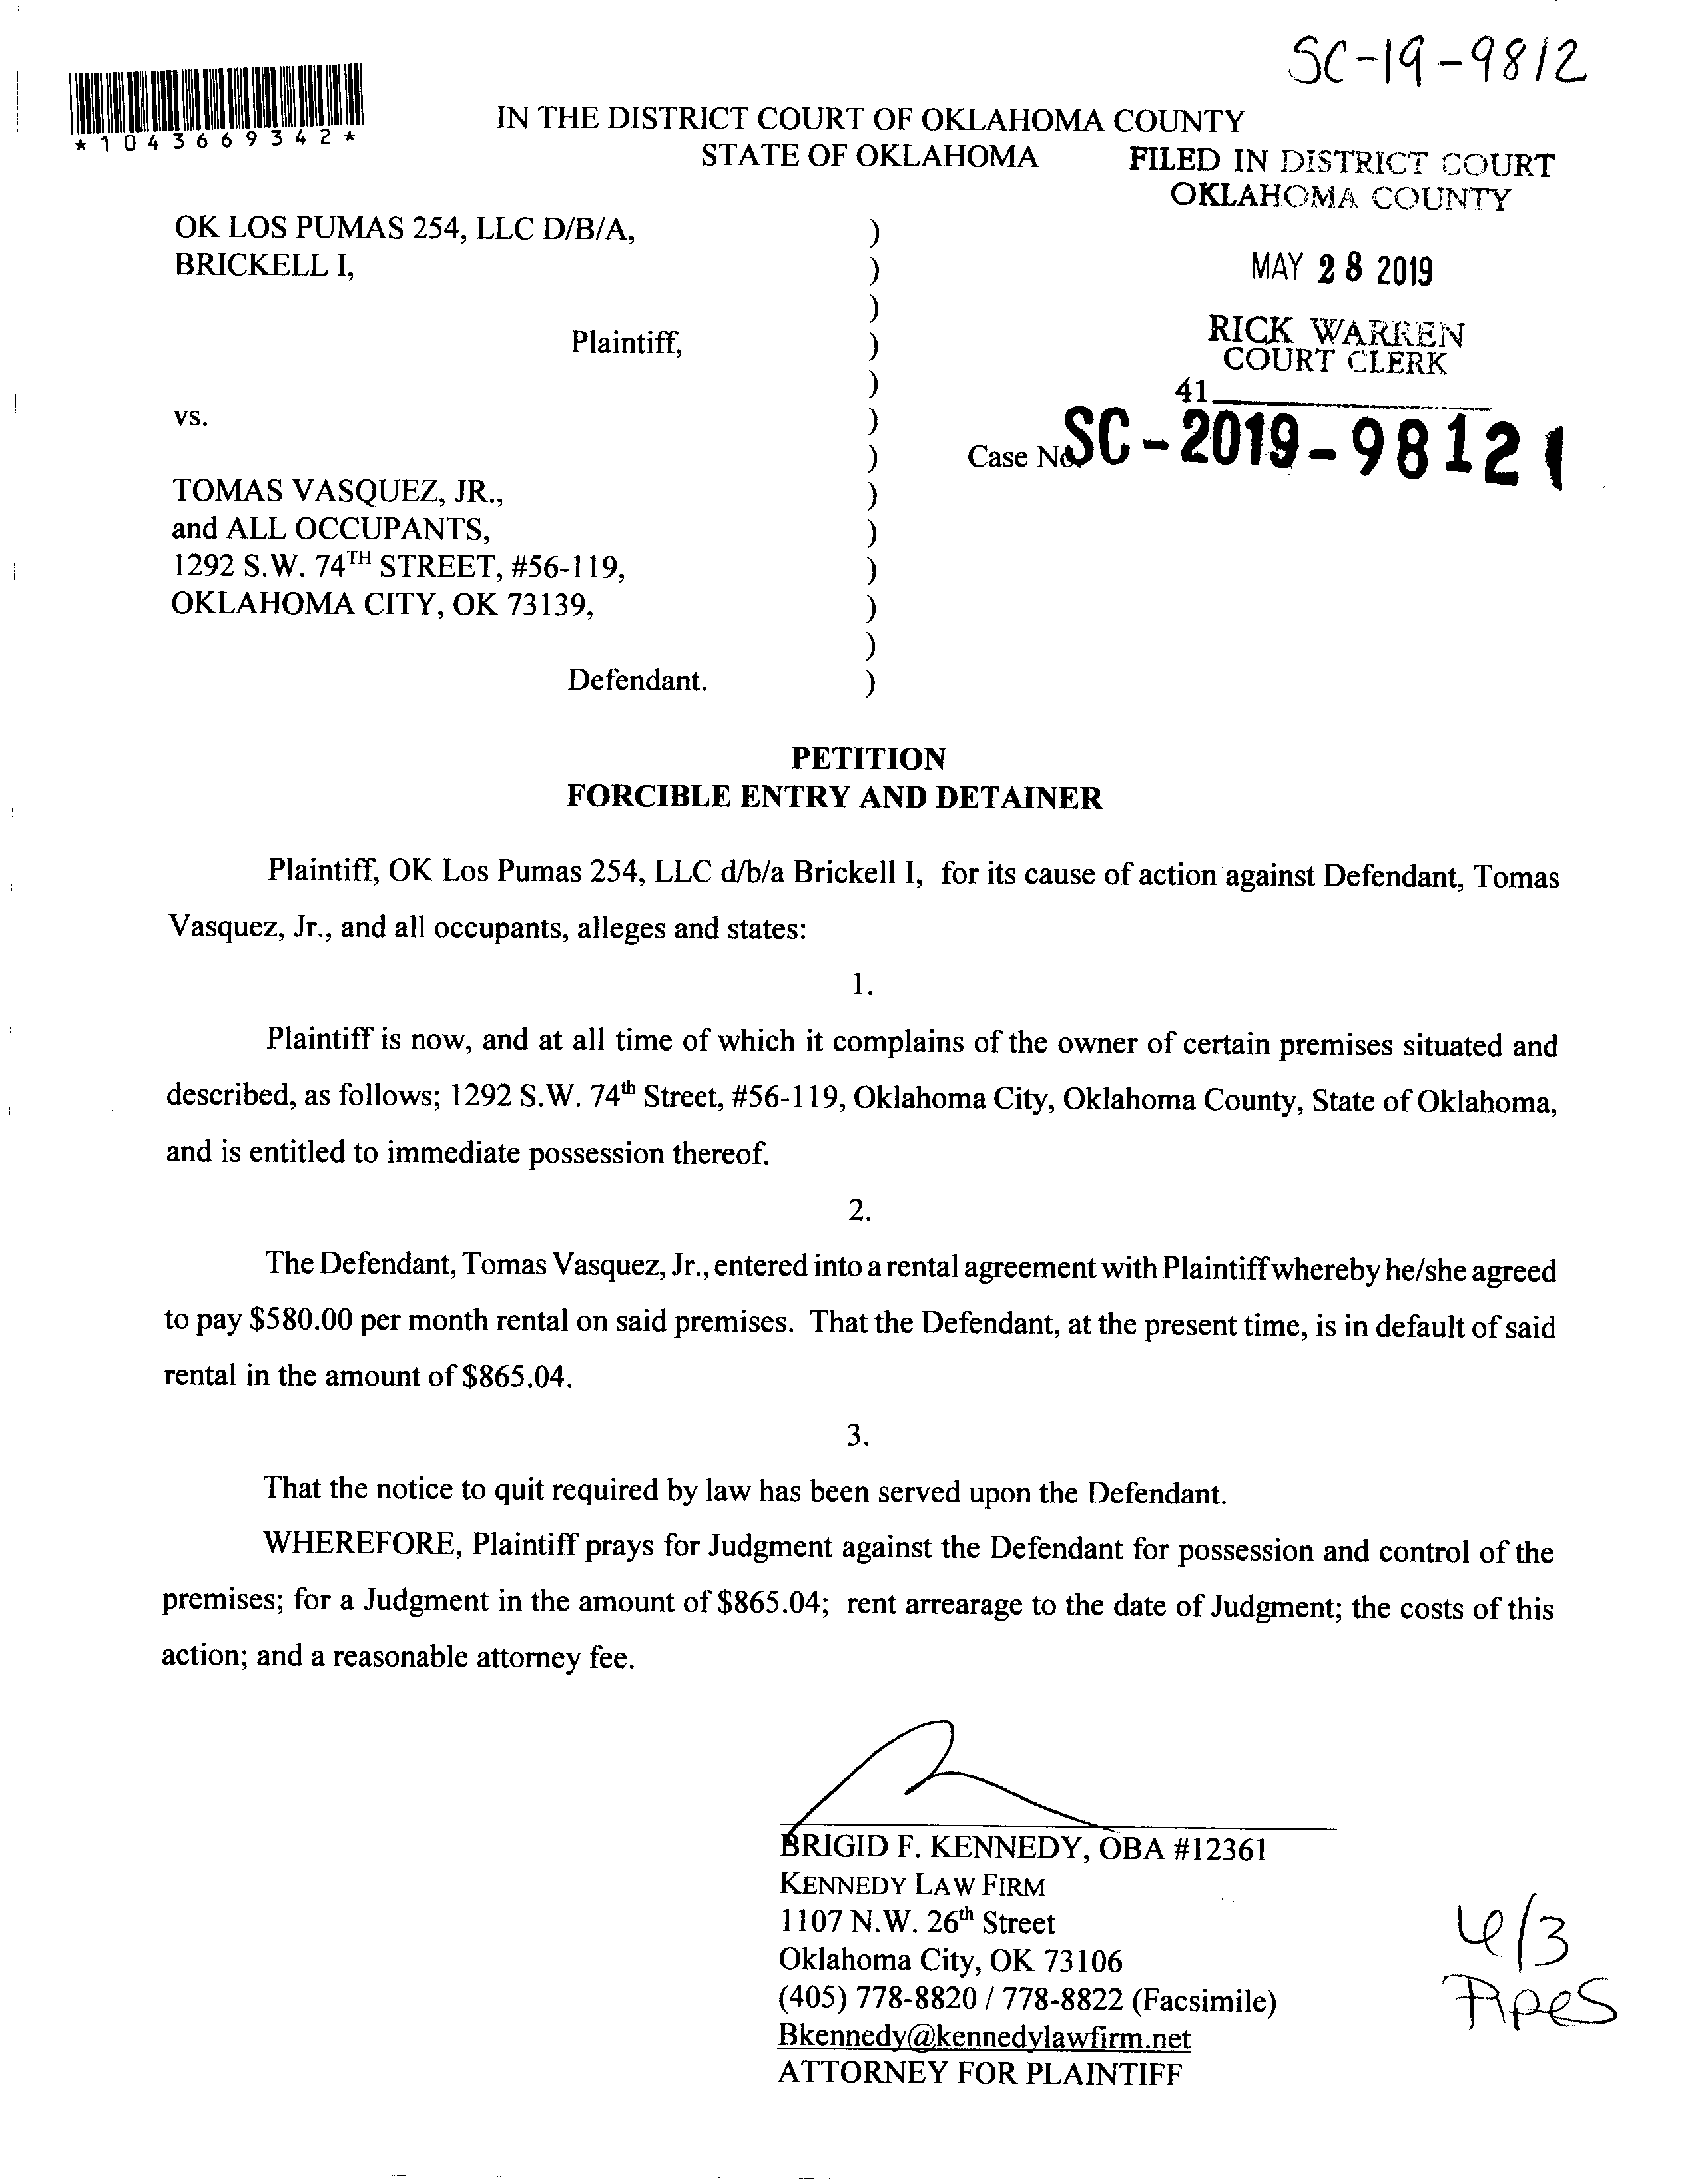 SC-19-9812
*1043669342*
IN THE DISTRICT COURT OF OKLAHOMA COUNTY
STATE OF OKLAHOMA
FILED IN DISTRICT COURT
OKLAHOMA COUNTY
MAY 28 2019
RICK WARREN
COURT CLERK
41
OK LOS PUMAS 254, LLC D/B/A, )
BRICKELL I, )
)
Plaintiff, )
)
vs. )
Case No. SC-2019-9812 )
TOMAS VASQUEZ, JR., )
and ALL OCCUPANTS, )
1292 S.W. 74TH STREET, #56-119, )
OKLAHOMA CITY, OK 73139, )
)
Defendant. )
PETITION
FORCIBLE ENTRY AND DETAINER
Plaintiff, OK Los Pumas 254, LLC d/b/a Brickell I, for its cause of action against Defendant, Tomas
Vasquez, Jr., and all occupants, alleges and states:
1.
Plaintiff is now, and at all time of which it complains of the owner of certain premises situated and
described, as follows; 1292 S.W. 74th Street, #56-119, Oklahoma City, Oklahoma County, State of Oklahoma,
and is entitled to immediate possession thereof.
2.
The Defendant, Tomas Vasquez, Jr., entered into a rental agreement with Plaintiff whereby he/she agreed
to pay $580.00 per month rental on said premises. That the Defendant, at the present time, is in default of said
rental in the amount of $865.04.
3.
That the notice to quit required by law has been served upon the Defendant.
WHEREFORE, Plaintiff prays for Judgment against the Defendant for possession and control of the
premises; for a Judgment in the amount of $865.04; rent arrearage to the date of Judgment; the costs of this
action; and a reasonable attorney fee.
BRIGID F. KENNEDY, OBA #12361
KENNEDY LAW FIRM
1107 N.W. 26th Street
Oklahoma City, OK 73106
(405) 778-8820 / 778-8822 (Facsimile)
Bkennedy@kennedylawfirm.net
ATTORNEY FOR PLAINTIFF